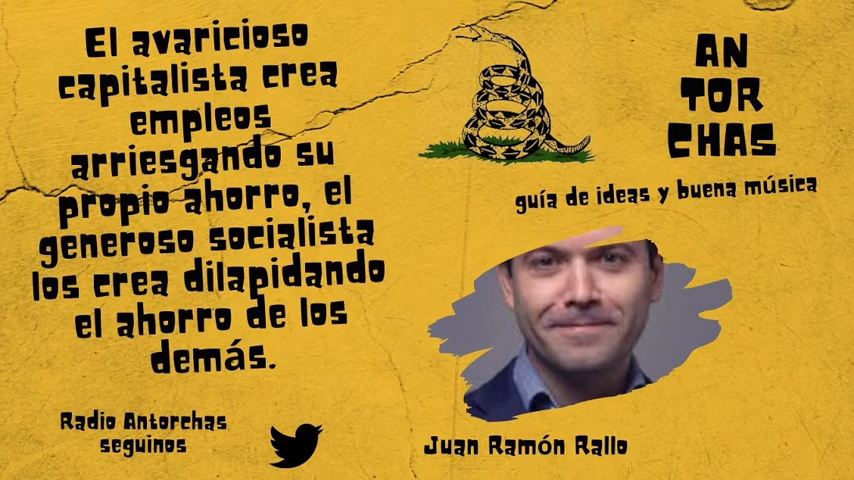 El avaricioso
capitalista crea
empleos
arriesgando su
propio ahorro, el
generoso socialista
los crea dilapidando
el ahorro de los
demás.
AN
TOR
CHAS
guía de ideas y buena música
Radio Antorchas
seguinos
Juan Ramón Rallo